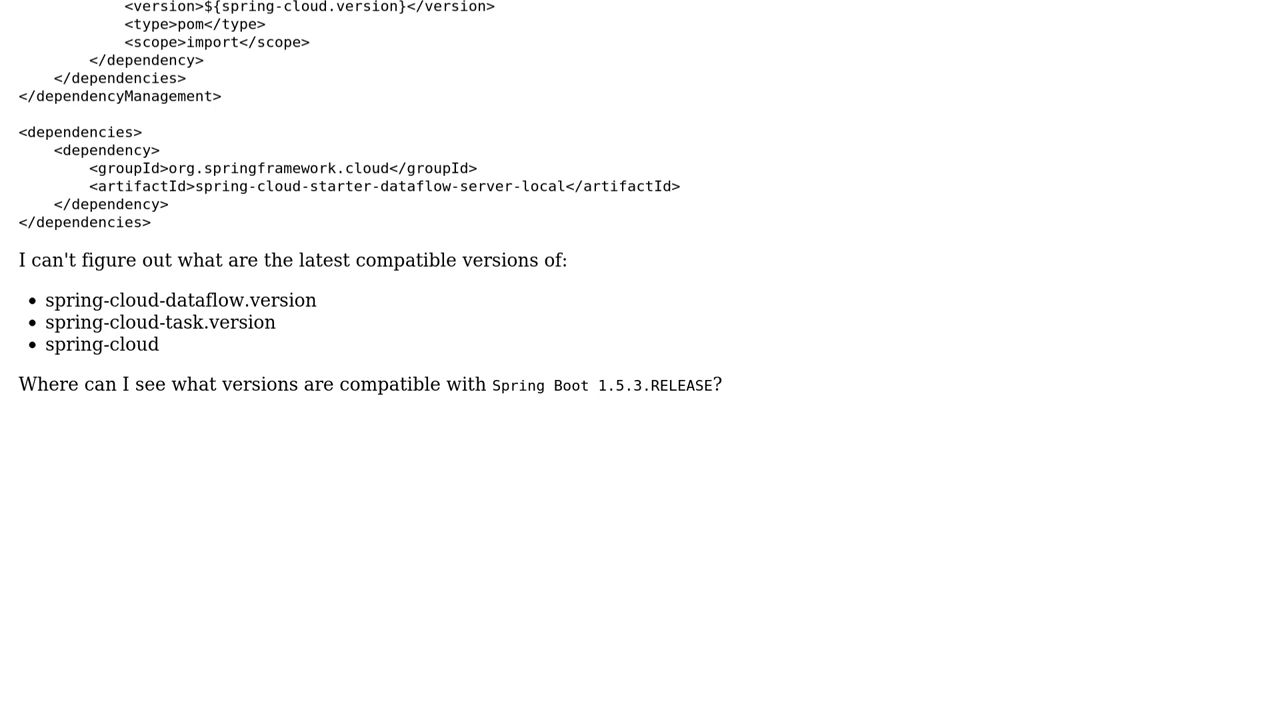 <version>${spring-cloud.version}</version>
<type>pom</type>
<scope>import</scope>
</dependency>
</dependencies>
</dependencyManagement>
<dependencies>
<dependency>
<groupId>org.springframework.cloud</groupId>
<artifactId>spring-cloud-starter-dataflow-server-local</artifactId>
</dependency>
</dependencies>
I can't figure out what are the latest compatible versions of:
• spring-cloud-dataflow.version
• spring-cloud-task.version
• spring-cloud
Where can I see what versions are compatible with Spring Boot 1.5.3.RELEASE?